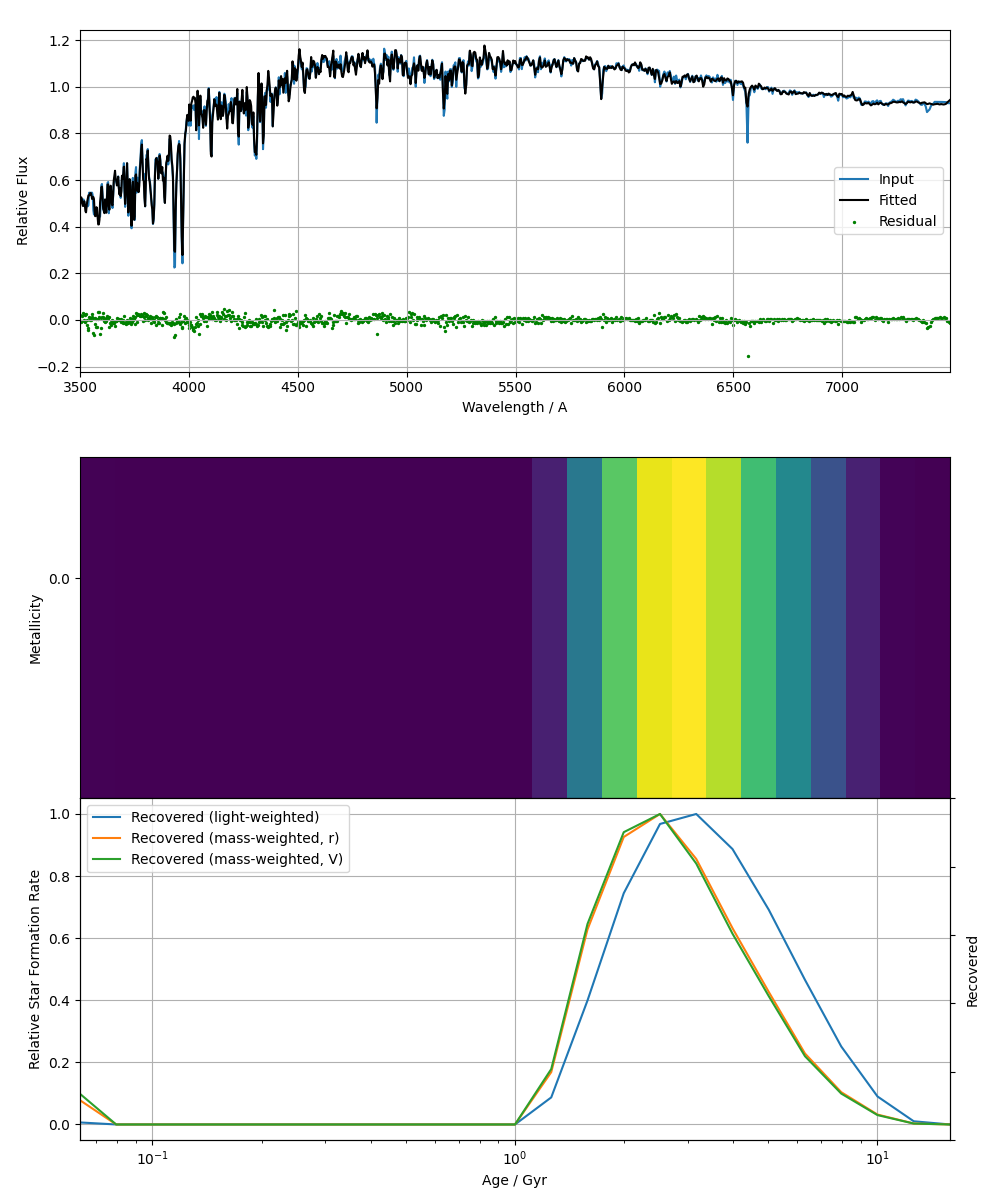 1.2
1.0
0.8
0.6
0.4
0.2
0.0
−0.2
Relative Flux
Input
Fitted
Residual
3500 4000 4500 5000 5500 6000 6500 7000
Wavelength / A
0.0
Metallicity
1.0
0.8
0.6
0.4
0.2
0.0
Relative Star Formation Rate
Recovered (light-weighted)
Recovered (mass-weighted, r)
Recovered (mass-weighted, V)
Recovered
10⁻¹ 10⁰ 10¹
Age / Gyr